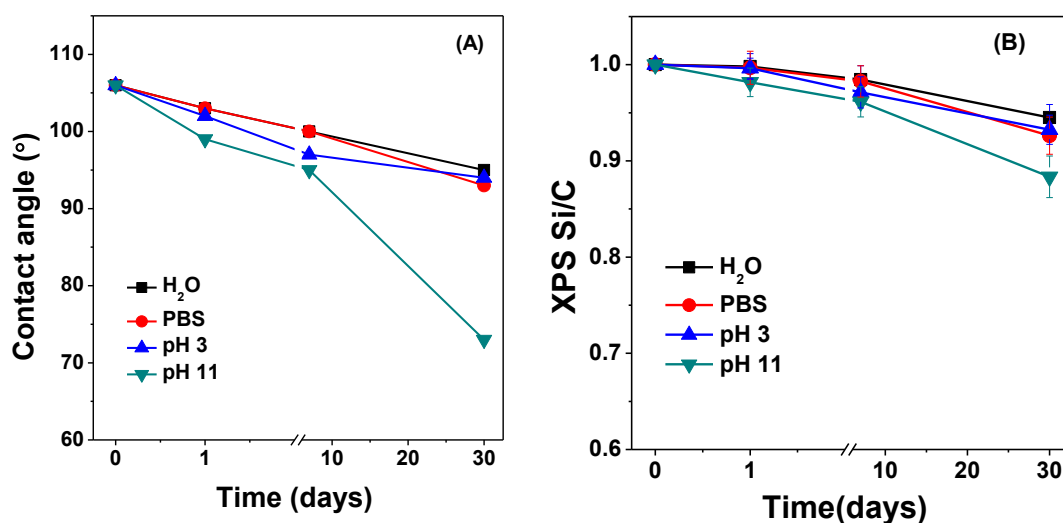 (A)
Contact angle (°)
110
100
90
80
70
60
H₂O
PBS
pH 3
pH 11
0 1 10 20 30
Time (days)
(B)
XPS Si/C
1.0
0.9
0.8
0.7
0.6
H₂O
PBS
pH 3
pH 11
0 1 10 20 30
Time(days)